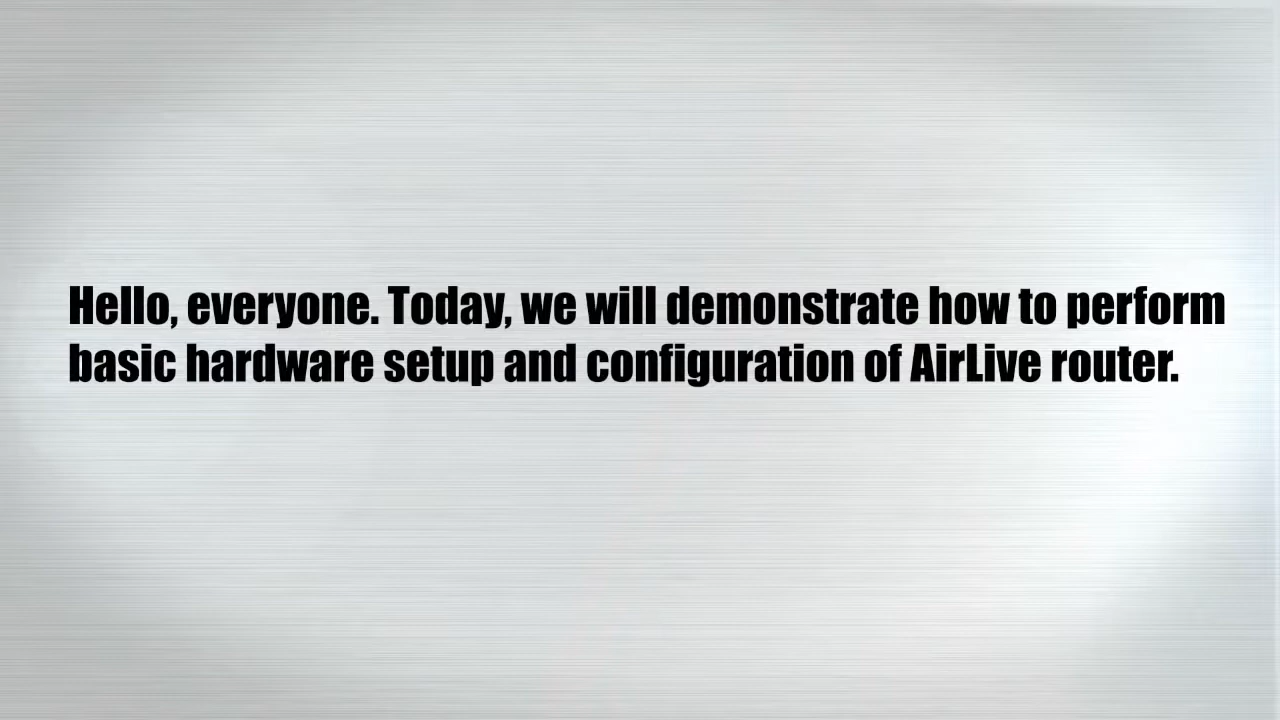 Hello, everyone. Today, we will demonstrate how to perform
basic hardware setup and configuration of AirLive router.